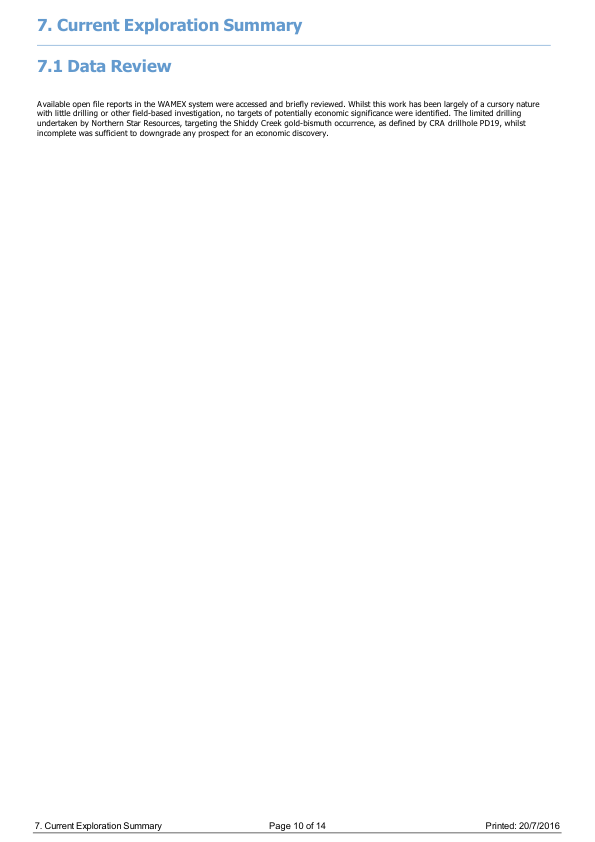 7. Current Exploration Summary
7.1 Data Review
Available open file reports in the WAMEX system were accessed and briefly reviewed. Whilst this work has been largely of a cursory nature
with little drilling or other field-based investigation, no targets of potentially economic significance were identified. The limited drilling
undertaken by Northern Star Resources, targeting the Shiddy Creek gold-bismuth occurrence, as defined by CRA drillhole PD19, whilst
incomplete was sufficient to downgrade any prospect for an economic discovery.
7. Current Exploration Summary Page 10 of 14 Printed: 20/7/2016